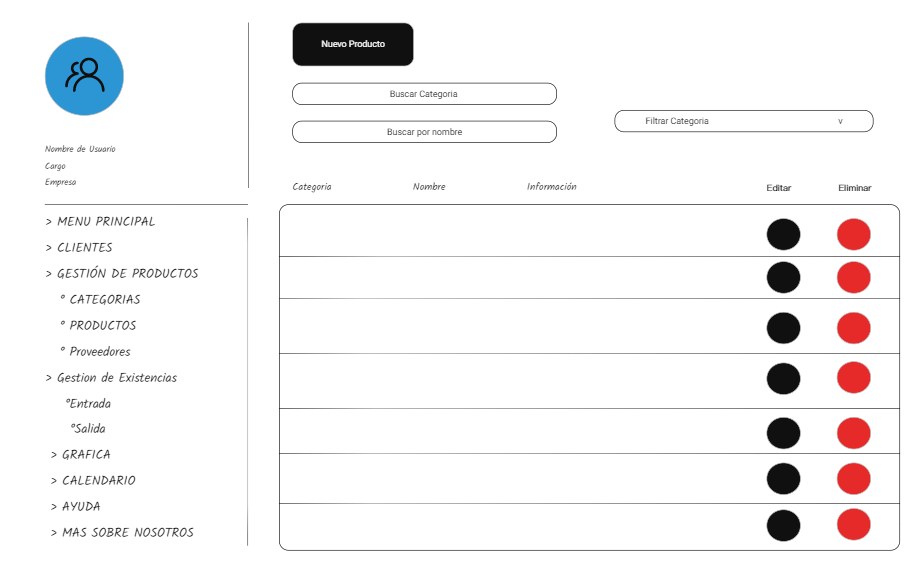 Nombre de Usuario
Cargo
Empresa
> MENU PRINCIPAL
> CLIENTES
> GESTIÓN DE PRODUCTOS
° CATEGORIAS
° PRODUCTOS
° Proveedores
> Gestion de Existencias
°Entrada
°Salida
> GRAFICA
> CALENDARIO
> AYUDA
> MAS SOBRE NOSOTROS
Nuevo Producto
Buscar Categoria
Buscar por nombre
Filtrar Categoria v
Categoria Nombre Información Editar Eliminar